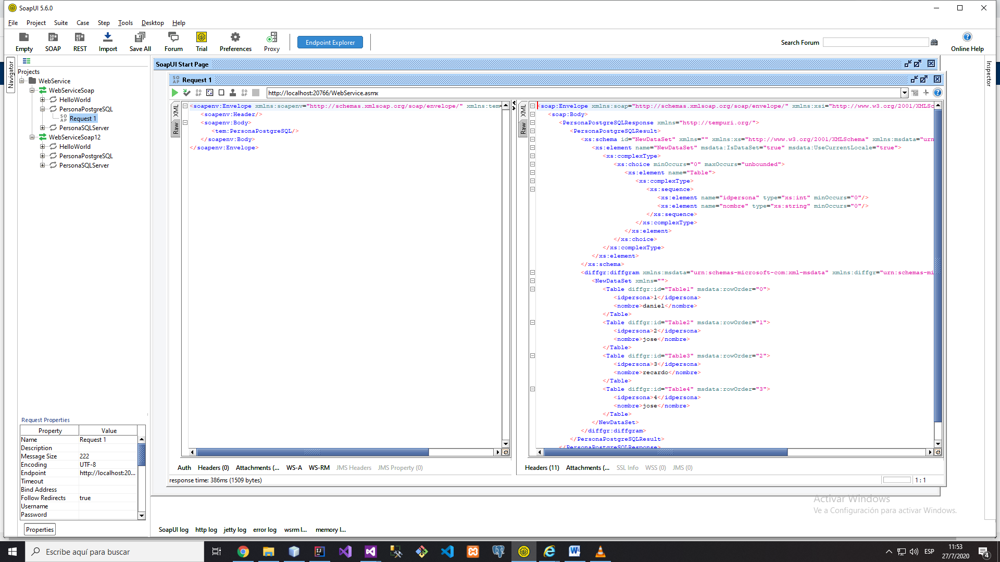 SoapUI 5.6.0
File Project Suite Case Step Tools Desktop Help
Empty SOAP REST Import Save All Forum Trial Preferences Proxy Endpoint Explorer Search Forum Online Help
Navigator
Inspector
Projects
WebService
WebServiceSoap
HelloWorld
PersonaPostgreSQL
Request 1
PersonaSQLServer
WebServiceSoap12
HelloWorld
PersonaPostgreSQL
PersonaSQLServer
Request Properties
Property Value
Name Request 1
Description
Message Size 222
Encoding UTF-8
Endpoint http://localhost:20...
Timeout
Bind Address
Follow Redirects true
Username
Password
Properties
SoapUI Start Page
Request 1
http://localhost:20766/WebService.asmx
XML
Raw
<soapenv:Envelope xmlns:soapenv="http://schemas.xmlsoap.org/soap/envelope/" xmlns:tem=
<soapenv:Header/>
<soapenv:Body>
<tem:PersonaPostgreSQL/>
</soapenv:Body>
</soapenv:Envelope>
Auth Headers (0) Attachments (... WS-A WS-RM JMS Headers JMS Property (0)
XML
Raw
<soap:Envelope xmlns:soap="http://schemas.xmlsoap.org/soap/envelope/" xmlns:xsi="http://www.w3.org/2001/XMLSc
<soap:Body>
<PersonaPostgreSQLResponse xmlns="http://tempuri.org/">
<PersonaPostgreSQLResult>
<xs:schema id="NewDataSet" xmlns="" xmlns:xs="http://www.w3.org/2001/XMLSchema" xmlns:msdata="urn
<xs:element name="NewDataSet" msdata:IsDataSet="true" msdata:UseCurrentLocale="true">
<xs:complexType>
<xs:choice minOccurs="0" maxOccurs="unbounded">
<xs:element name="Table">
<xs:complexType>
<xs:sequence>
<xs:element name="idpersona" type="xs:int" minOccurs="0"/>
<xs:element name="nombre" type="xs:string" minOccurs="0"/>
</xs:sequence>
</xs:complexType>
</xs:element>
</xs:choice>
</xs:complexType>
</xs:element>
</xs:schema>
<diffgr:diffgram xmlns:msdata="urn:schemas-microsoft-com:xml-msdata" xmlns:diffgr="urn:schemas-mi
<NewDataSet xmlns="">
<Table diffgr:id="Table1" msdata:rowOrder="0">
<idpersona>1</idpersona>
<nombre>daniel</nombre>
</Table>
<Table diffgr:id="Table2" msdata:rowOrder="1">
<idpersona>2</idpersona>
<nombre>jose</nombre>
</Table>
<Table diffgr:id="Table3" msdata:rowOrder="2">
<idpersona>3</idpersona>
<nombre>recardo</nombre>
</Table>
<Table diffgr:id="Table4" msdata:rowOrder="3">
<idpersona>4</idpersona>
<nombre>jose</nombre>
</Table>
</NewDataSet>
</diffgr:diffgram>
</PersonaPostgreSQLResult>
</PersonaPostgreSQLResponse>
Headers (11) Attachments (... SSL Info WSS (0) JMS (0)
response time: 386ms (1509 bytes)
1 : 1
Activar Windows
Ve a Configuración para activar Windows.
SoapUI log http log jetty log error log wsrm l... memory l...
Escribe aquí para buscar
ESP
11:53
27/7/2020
4